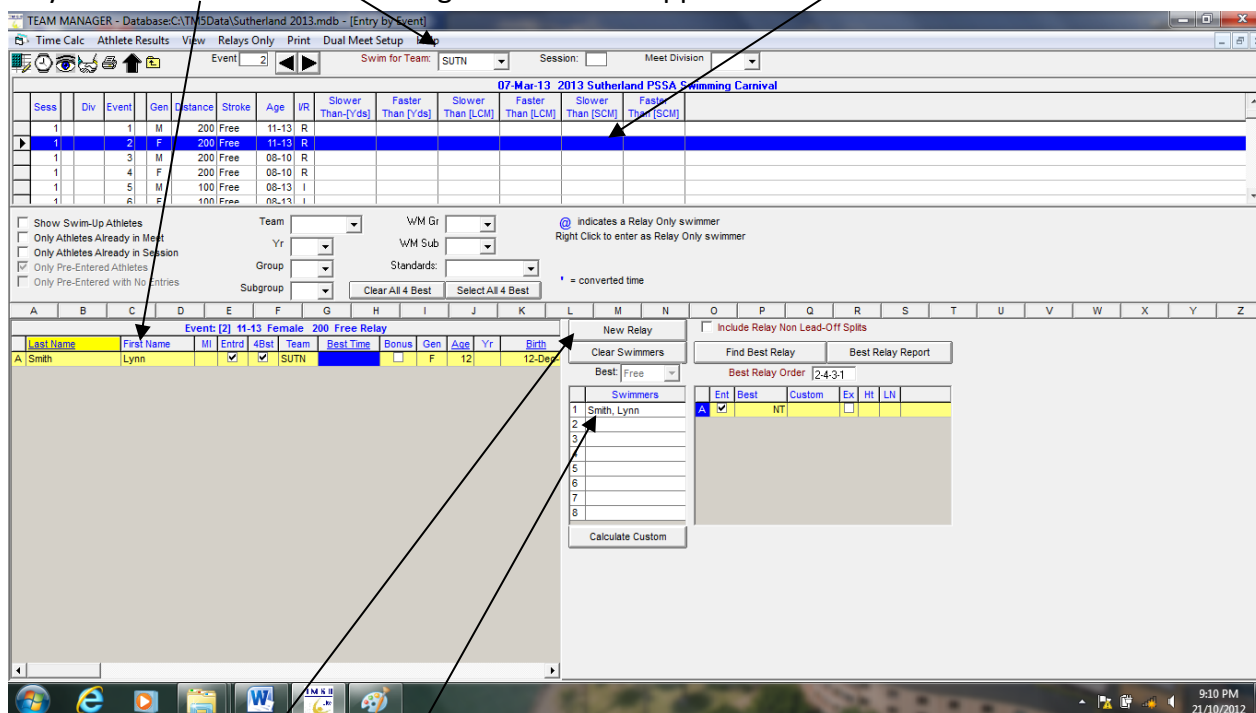 TEAM MANAGER - Database:C:\TM5Data\Sutherland 2013.mdb - [Entry by Event]
Time Calc Athlete Results View Relays Only Print Dual Meet Setup
Event 2 Swim for Team: SUTN Session: Meet Division
07-Mar-13 2013 Sutherland PSSA Swimming Carnival
Sess Div Event Gen Distance Stroke Age I/R Slower Than-[Yds] Faster Than [Yds] Slower Than [LCM] Faster Than [LCM] Slower Than [SCM] Faster Than [SCM]
1 1 M 200 Free 11-13 R
1 2 F 200 Free 11-13 R
1 3 M 200 Free 08-10 R
1 4 F 200 Free 08-10 R
1 5 M 100 Free 08-13 I
1 6 F 100 Free 08-13 I
Show Swim-Up Athletes Team WM Gr @ indicates a Relay Only swimmer
Only Athletes Already in Meet Yr WM Sub Right Click to enter as Relay Only swimmer
Only Athletes Already in Session
Only Pre-Entered Athletes Group Standards:
Only Pre-Entered with No Entries Subgroup Clear All 4 Best Select All 4 Best ' = converted time
A B C D E F G H I J K L M N O P Q R S T U V W X Y Z
Event: [2] 11-13 Female 200 Free Relay
Last Name First Name MI Entrd 4Bst Team Best Time Bonus Gen Age Yr Birth
A Smith Lynn SUTN F 12 12-Dec-
New Relay Include Relay Non Lead-Off Splits
Clear Swimmers Find Best Relay Best Relay Report
Best: Free Best Relay Order 2-4-3-1
Swimmers Ent Best Custom Ex Ht LN
1 Smith, Lynn A NT
2
3
4
5
6
7
8
Calculate Custom
9:10 PM
21/10/2012